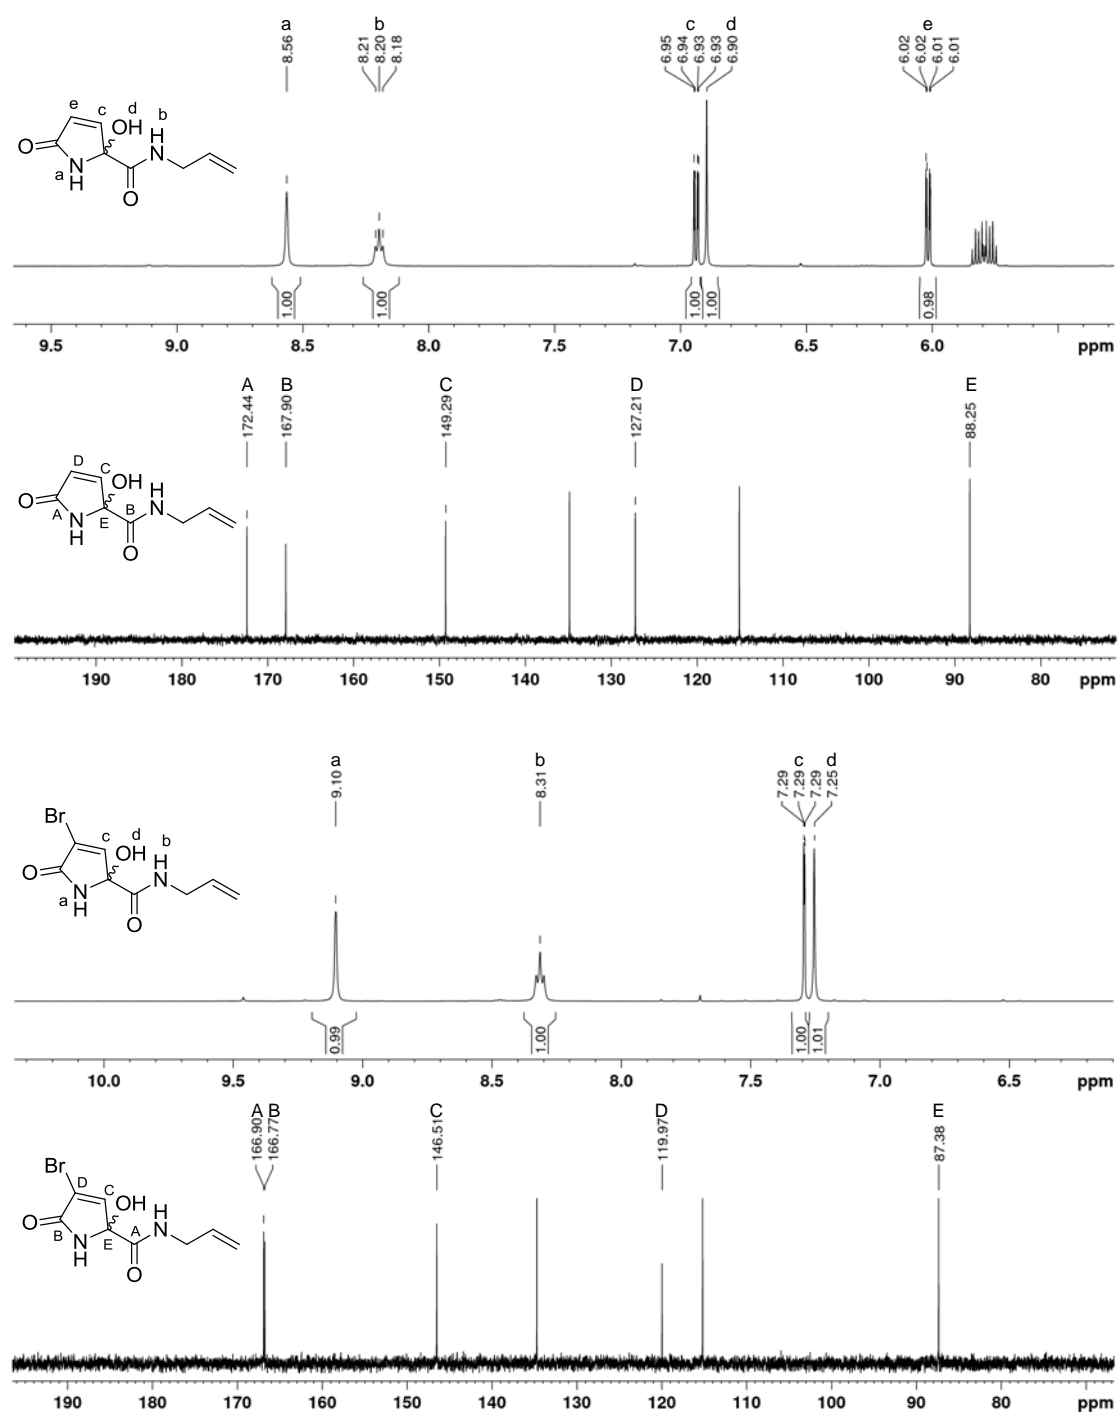 a b c d e
8.56 8.21 8.20 8.18 6.95 6.94 6.93 6.93 6.90 6.02 6.02 6.01 6.01
e c d OH H b
O a N H N O
1.00 1.00 1.00 1.00 0.98
9.5 9.0 8.5 8.0 7.5 7.0 6.5 6.0 ppm
A B C D E
172.44 167.90 149.29 127.21 88.25
D C OH H
O A N H E B N O
190 180 170 160 150 140 130 120 110 100 90 80 ppm
a b c d
9.10 8.31 7.29 7.29 7.29 7.25
Br
c d OH H b
O a N H N O
0.99 1.00 1.00 1.01
10.0 9.5 9.0 8.5 8.0 7.5 7.0 6.5 ppm
A B C D E
166.90 166.77 146.51 119.97 87.38
Br
D C OH H
O B N H E A N O
190 180 170 160 150 140 130 120 110 100 90 80 ppm